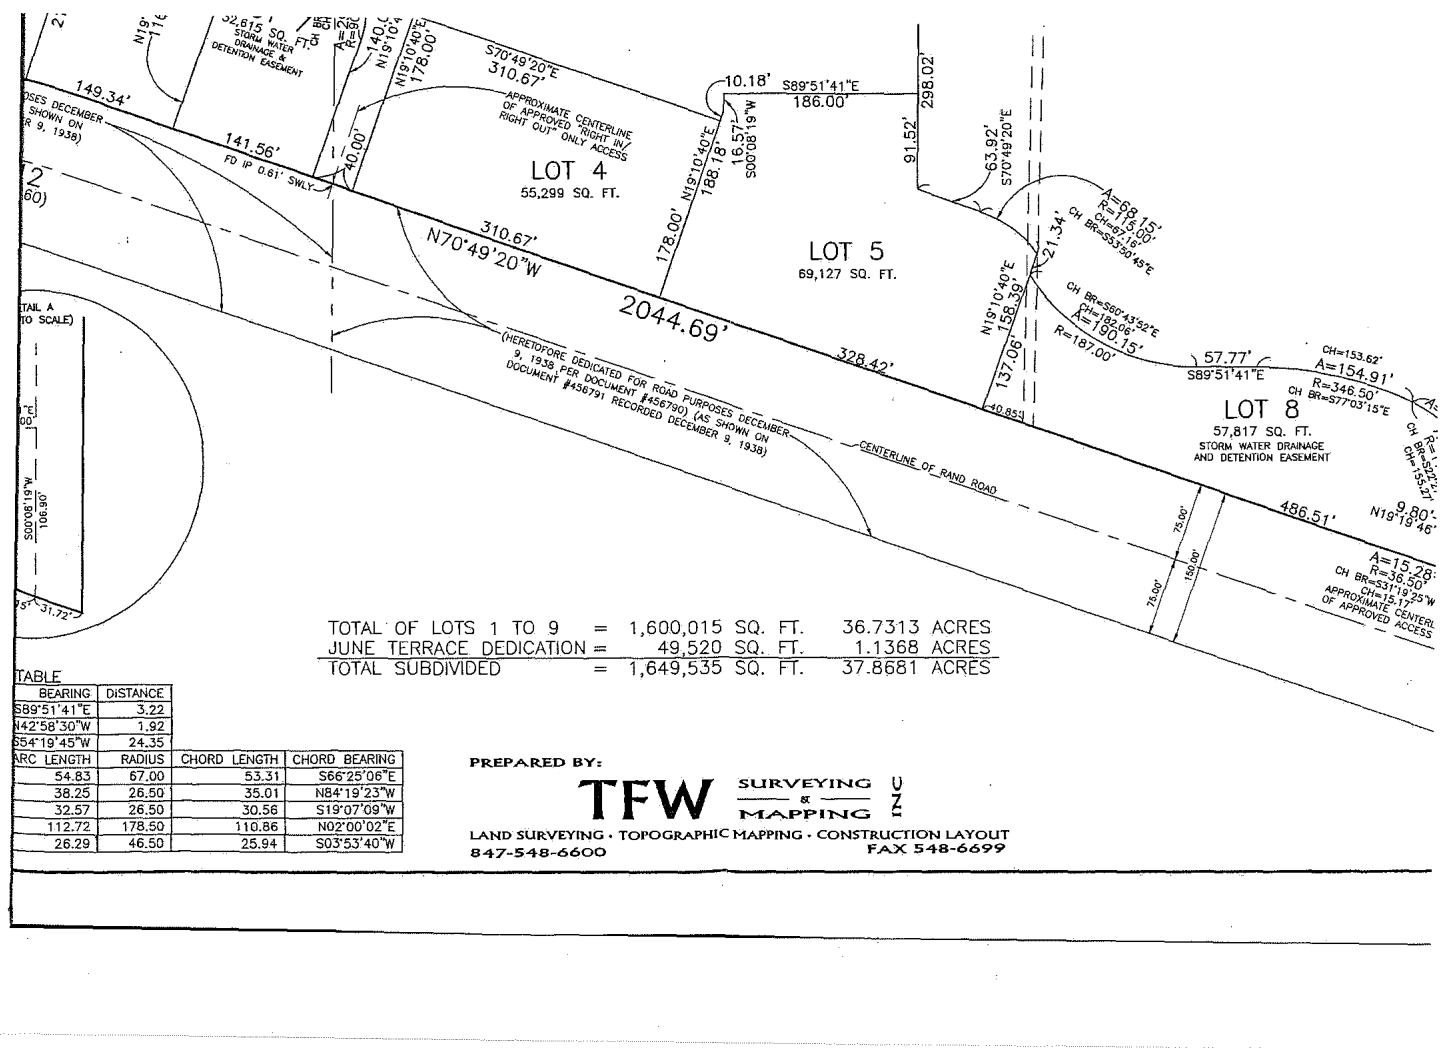 149.34'
141.56'
FD IP 0.61' SWLY
OSES DECEMBER
SHOWN ON
R 9, 1938)
12
60)
32,615 SQ. FT.
STORM WATER
DRAINAGE &
DETENTION EASEMENT
N19°10'40"E
178.00'
40.00'
S70°49'20"E
310.67'
APPROXIMATE CENTERLINE
OF APPROVED "RIGHT IN/
RIGHT OUT" ONLY ACCESS
LOT 4
55,299 SQ. FT.
310.67'
N70°49'20"W
10.18'
16.57'
S00°08'19"W
N19°10'40"E
188.18'
178.00'
S89°51'41"E
186.00'
298.02'
91.52'
63.92'
S70°49'20"E
A=68.15'
R=115.00'
CH=67.16'
CH BR=S53°50'45"E
LOT 5
69,127 SQ. FT.
21.34'
N19°10'40"E
158.39'
137.06'
40.85'
CH BR=S60°43'52"E
CH=182.06'
A=190.15'
R=187.00'
57.77'
S89°51'41"E
CH=153.62'
A=154.91'
R=346.50'
CH BR=S77°03'15"E
LOT 8
57,817 SQ. FT.
STORM WATER DRAINAGE
AND DETENTION EASEMENT
CH=155.27'
9.80'
N19°19'46"
2044.69'
328.42'
486.51'
(HERETOFORE DEDICATED FOR ROAD PURPOSES DECEMBER
9, 1938 PER DOCUMENT #456790) (AS SHOWN ON
DOCUMENT #456791 RECORDED DECEMBER 9, 1938)
CENTERLINE OF RAND ROAD
75.00'
75.00'
150.00'
A=15.28'
R=36.50'
CH BR=S31°19'25"W
CH=15.17'
APPROXIMATE CENTERL
OF APPROVED ACCESS
TAIL A
TO SCALE)
S00°08'19"W
106.90'
31.72'
TOTAL OF LOTS 1 TO 9 = 1,600,015 SQ. FT. 36.7313 ACRES
JUNE TERRACE DEDICATION = 49,520 SQ. FT. 1.1368 ACRES
TOTAL SUBDIVIDED = 1,649,535 SQ. FT. 37.8681 ACRES
TABLE
BEARING DISTANCE
S89°51'41"E 3.22
N42°58'30"W 1.92
S54°19'45"W 24.35
ARC LENGTH RADIUS CHORD LENGTH CHORD BEARING
54.83 67.00 53.31 S66°25'06"E
38.25 26.50 35.01 N84°19'23"W
32.57 26.50 30.56 S19°07'09"W
112.72 178.50 110.86 N02°00'02"E
26.29 46.50 25.94 S03°53'40"W
PREPARED BY:
TFW SURVEYING & MAPPING INC
LAND SURVEYING · TOPOGRAPHIC MAPPING · CONSTRUCTION LAYOUT
847-548-6600 FAX 548-6699